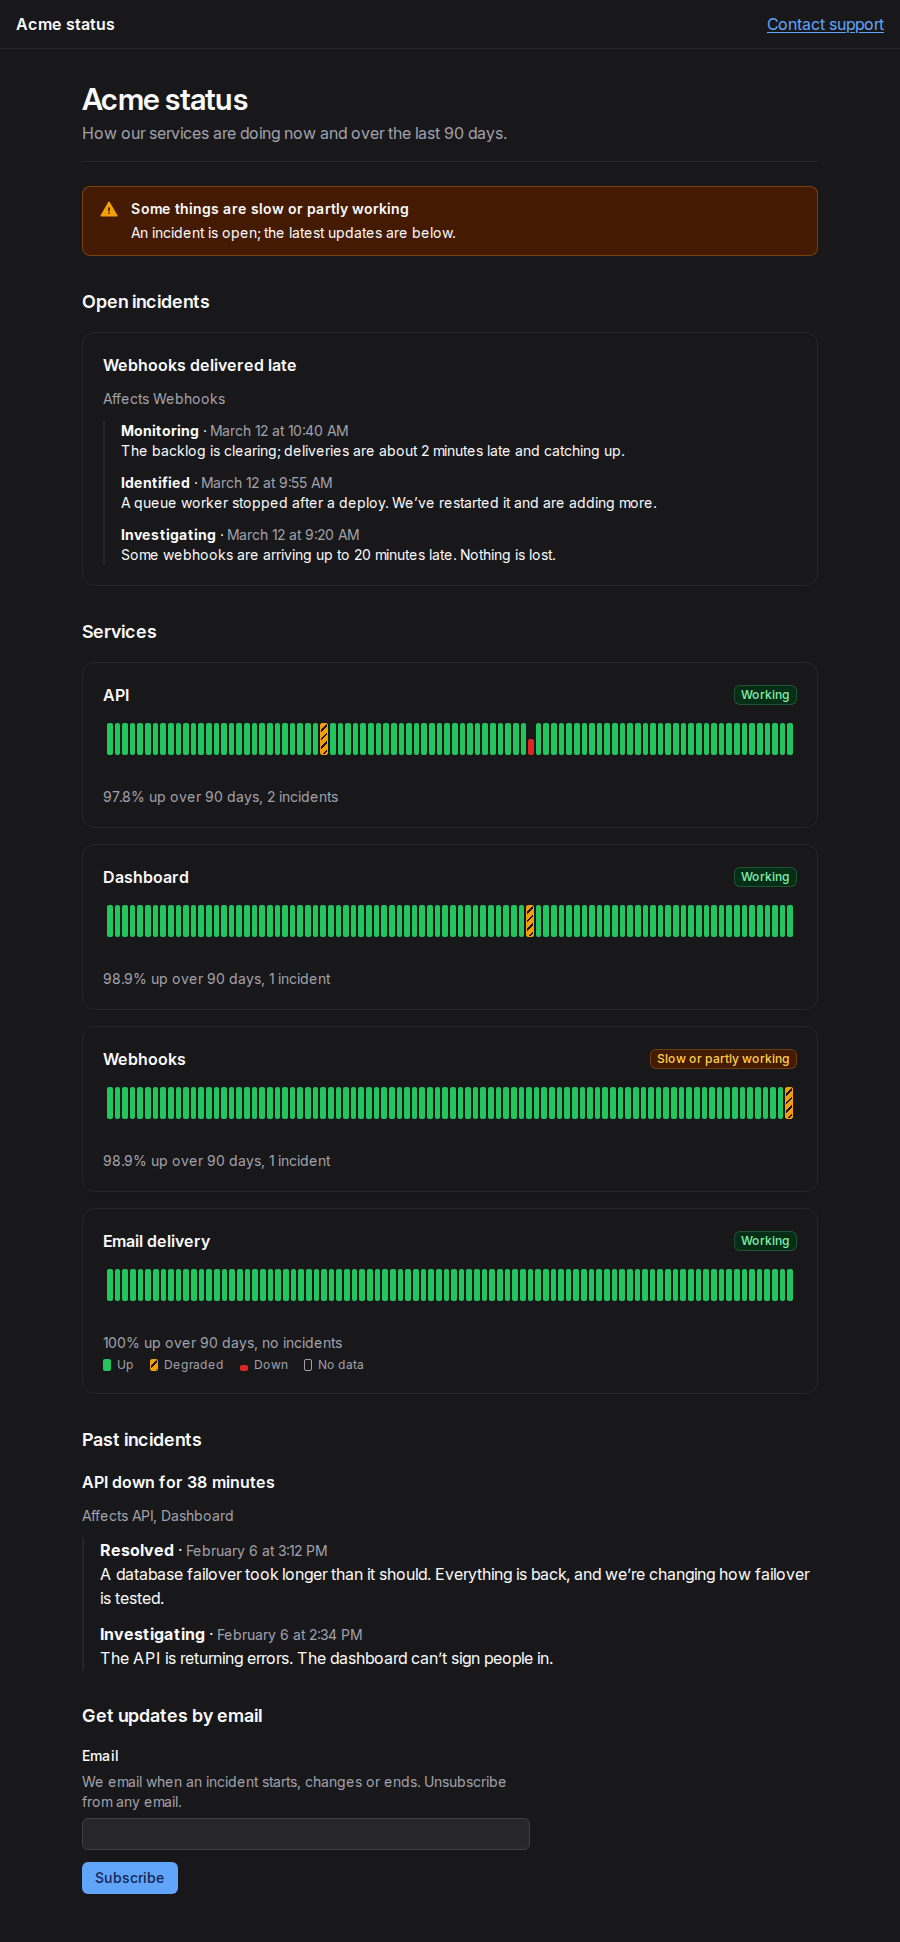 Acme status
Contact support
Acme status
How our services are doing now and over the last 90 days.
Some things are slow or partly working
An incident is open; the latest updates are below.
Open incidents
Webhooks delivered late
Affects Webhooks
Monitoring · March 12 at 10:40 AM
The backlog is clearing; deliveries are about 2 minutes late and catching up.
Identified · March 12 at 9:55 AM
A queue worker stopped after a deploy. We’ve restarted it and are adding more.
Investigating · March 12 at 9:20 AM
Some webhooks are arriving up to 20 minutes late. Nothing is lost.
Services
API
Working
97.8% up over 90 days, 2 incidents
Dashboard
Working
98.9% up over 90 days, 1 incident
Webhooks
Slow or partly working
98.9% up over 90 days, 1 incident
Email delivery
Working
100% up over 90 days, no incidents
Up Degraded Down No data
Past incidents
API down for 38 minutes
Affects API, Dashboard
Resolved · February 6 at 3:12 PM
A database failover took longer than it should. Everything is back, and we’re changing how failover
is tested.
Investigating · February 6 at 2:34 PM
The API is returning errors. The dashboard can’t sign people in.
Get updates by email
Email
We email when an incident starts, changes or ends. Unsubscribe
from any email.
Subscribe